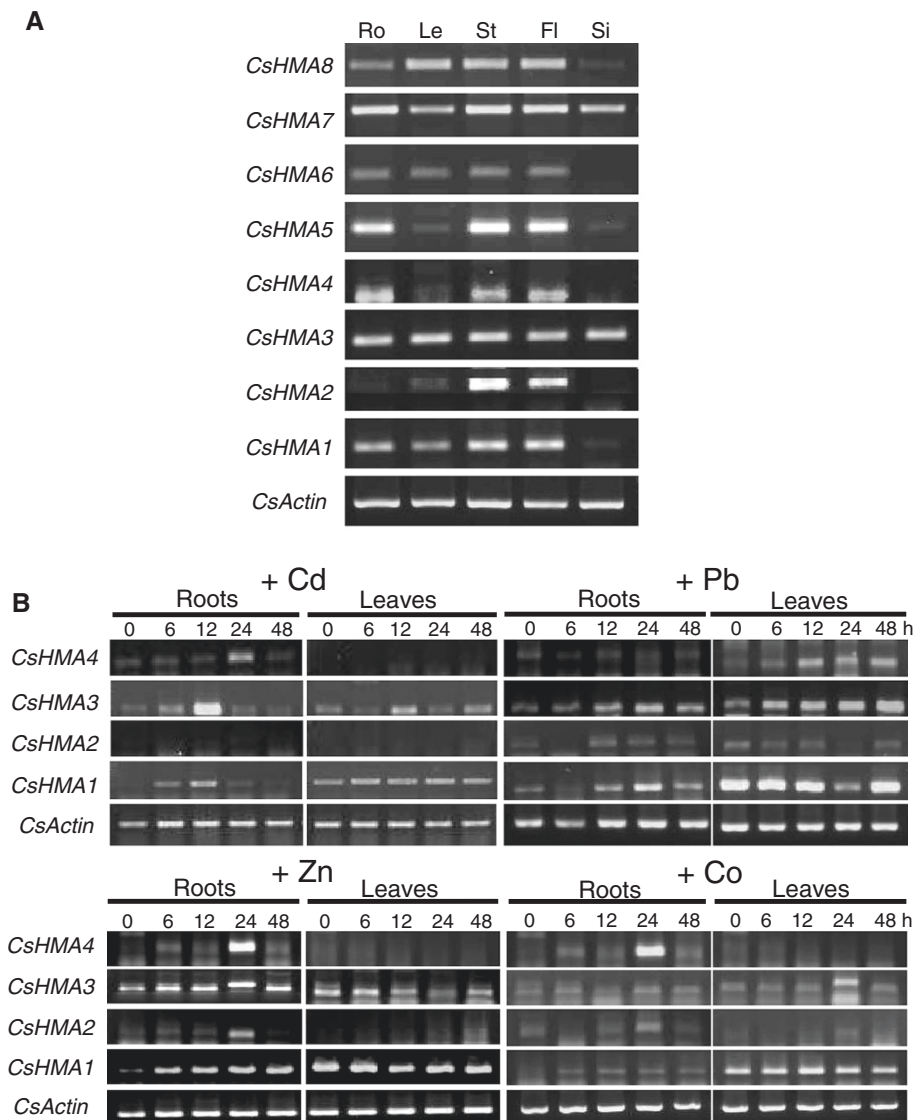 A
Ro Le St Fl Si
CsHMA8
CsHMA7
CsHMA6
CsHMA5
CsHMA4
CsHMA3
CsHMA2
CsHMA1
CsActin
B
+ Cd + Pb
Roots Leaves Roots Leaves
0 6 12 24 48 0 6 12 24 48 0 6 12 24 48 0 6 12 24 48 h
CsHMA4
CsHMA3
CsHMA2
CsHMA1
CsActin
+ Zn + Co
Roots Leaves Roots Leaves
0 6 12 24 48 0 6 12 24 48 0 6 12 24 48 0 6 12 24 48 h
CsHMA4
CsHMA3
CsHMA2
CsHMA1
CsActin